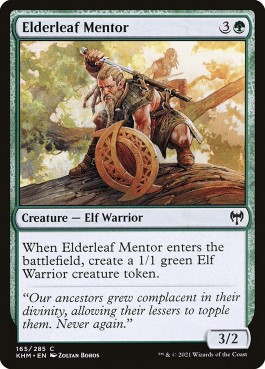 Elderleaf Mentor 3
Creature — Elf Warrior
When Elderleaf Mentor enters the
battlefield, create a 1/1 green Elf
Warrior creature token.
“Our ancestors grew complacent in their
divinity, allowing their lessers to topple
them. Never again.”
3/2
165/285 C
KHM • EN Zoltan Boros
™ & © 2021 Wizards of the Coast